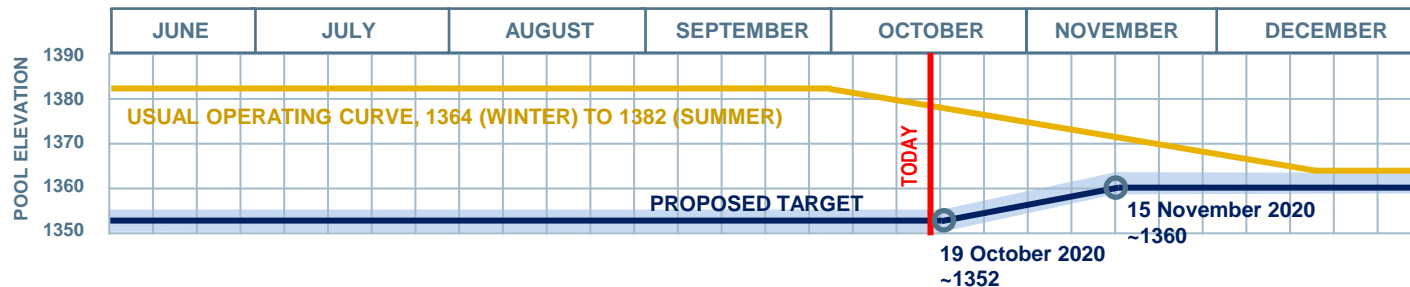 JUNE JULY AUGUST SEPTEMBER OCTOBER NOVEMBER DECEMBER
POOL ELEVATION
1390
1380
1370
1360
1350
USUAL OPERATING CURVE, 1364 (WINTER) TO 1382 (SUMMER)
TODAY
PROPOSED TARGET
15 November 2020
~1360
19 October 2020
~1352